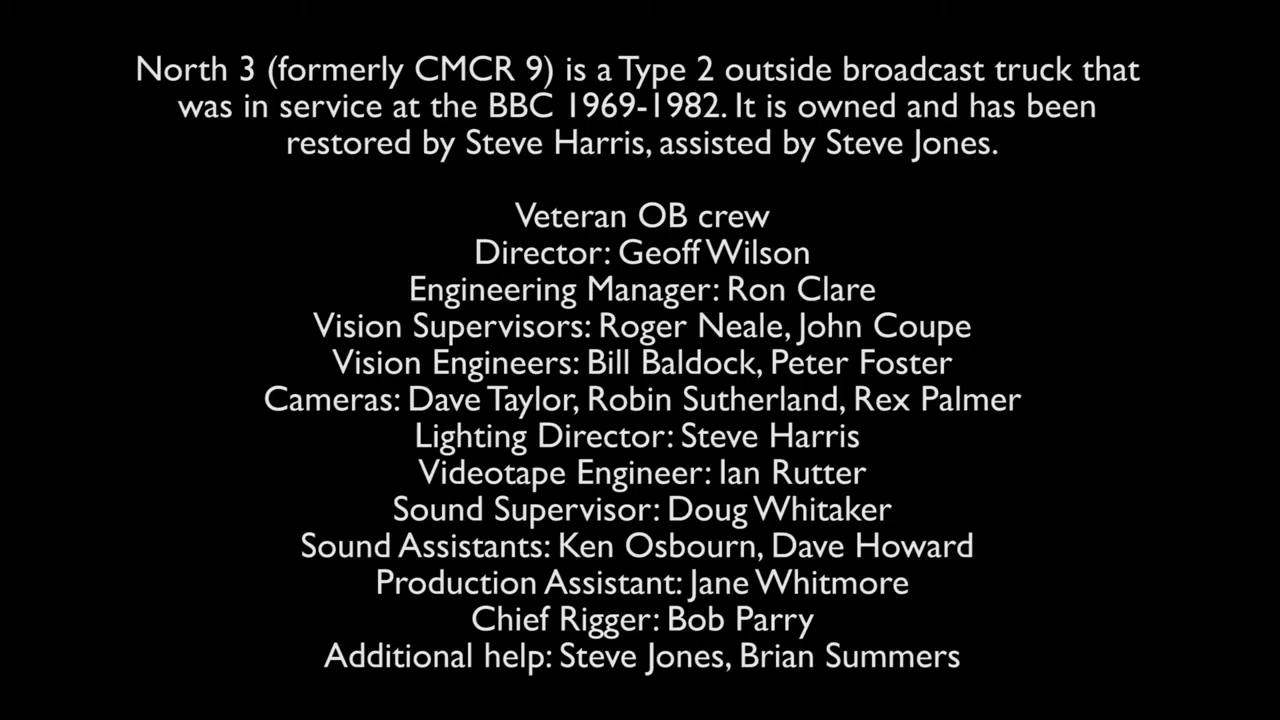 North 3 (formerly CMCR 9) is a Type 2 outside broadcast truck that
was in service at the BBC 1969-1982. It is owned and has been
restored by Steve Harris, assisted by Steve Jones.
Veteran OB crew
Director: Geoff Wilson
Engineering Manager: Ron Clare
Vision Supervisors: Roger Neale, John Coupe
Vision Engineers: Bill Baldock, Peter Foster
Cameras: Dave Taylor, Robin Sutherland, Rex Palmer
Lighting Director: Steve Harris
Videotape Engineer: Ian Rutter
Sound Supervisor: Doug Whitaker
Sound Assistants: Ken Osbourn, Dave Howard
Production Assistant: Jane Whitmore
Chief Rigger: Bob Parry
Additional help: Steve Jones, Brian Summers